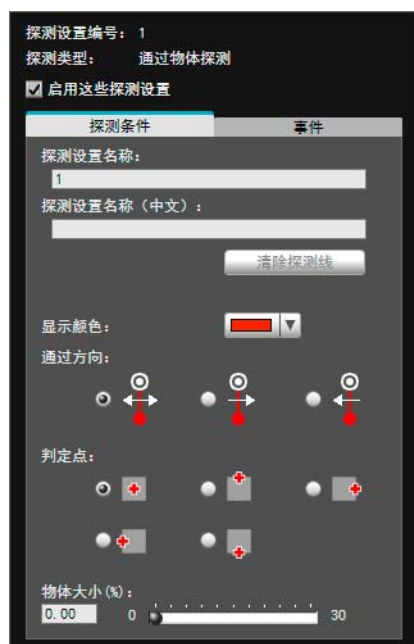 探测设置编号: 1
探测类型: 通过物体探测
启用这些探测设置
探测条件 事件
探测设置名称:
1
探测设置名称（中文）:
清除探测线
显示颜色:
通过方向:
判定点:
物体大小(%):
0.00 0 30